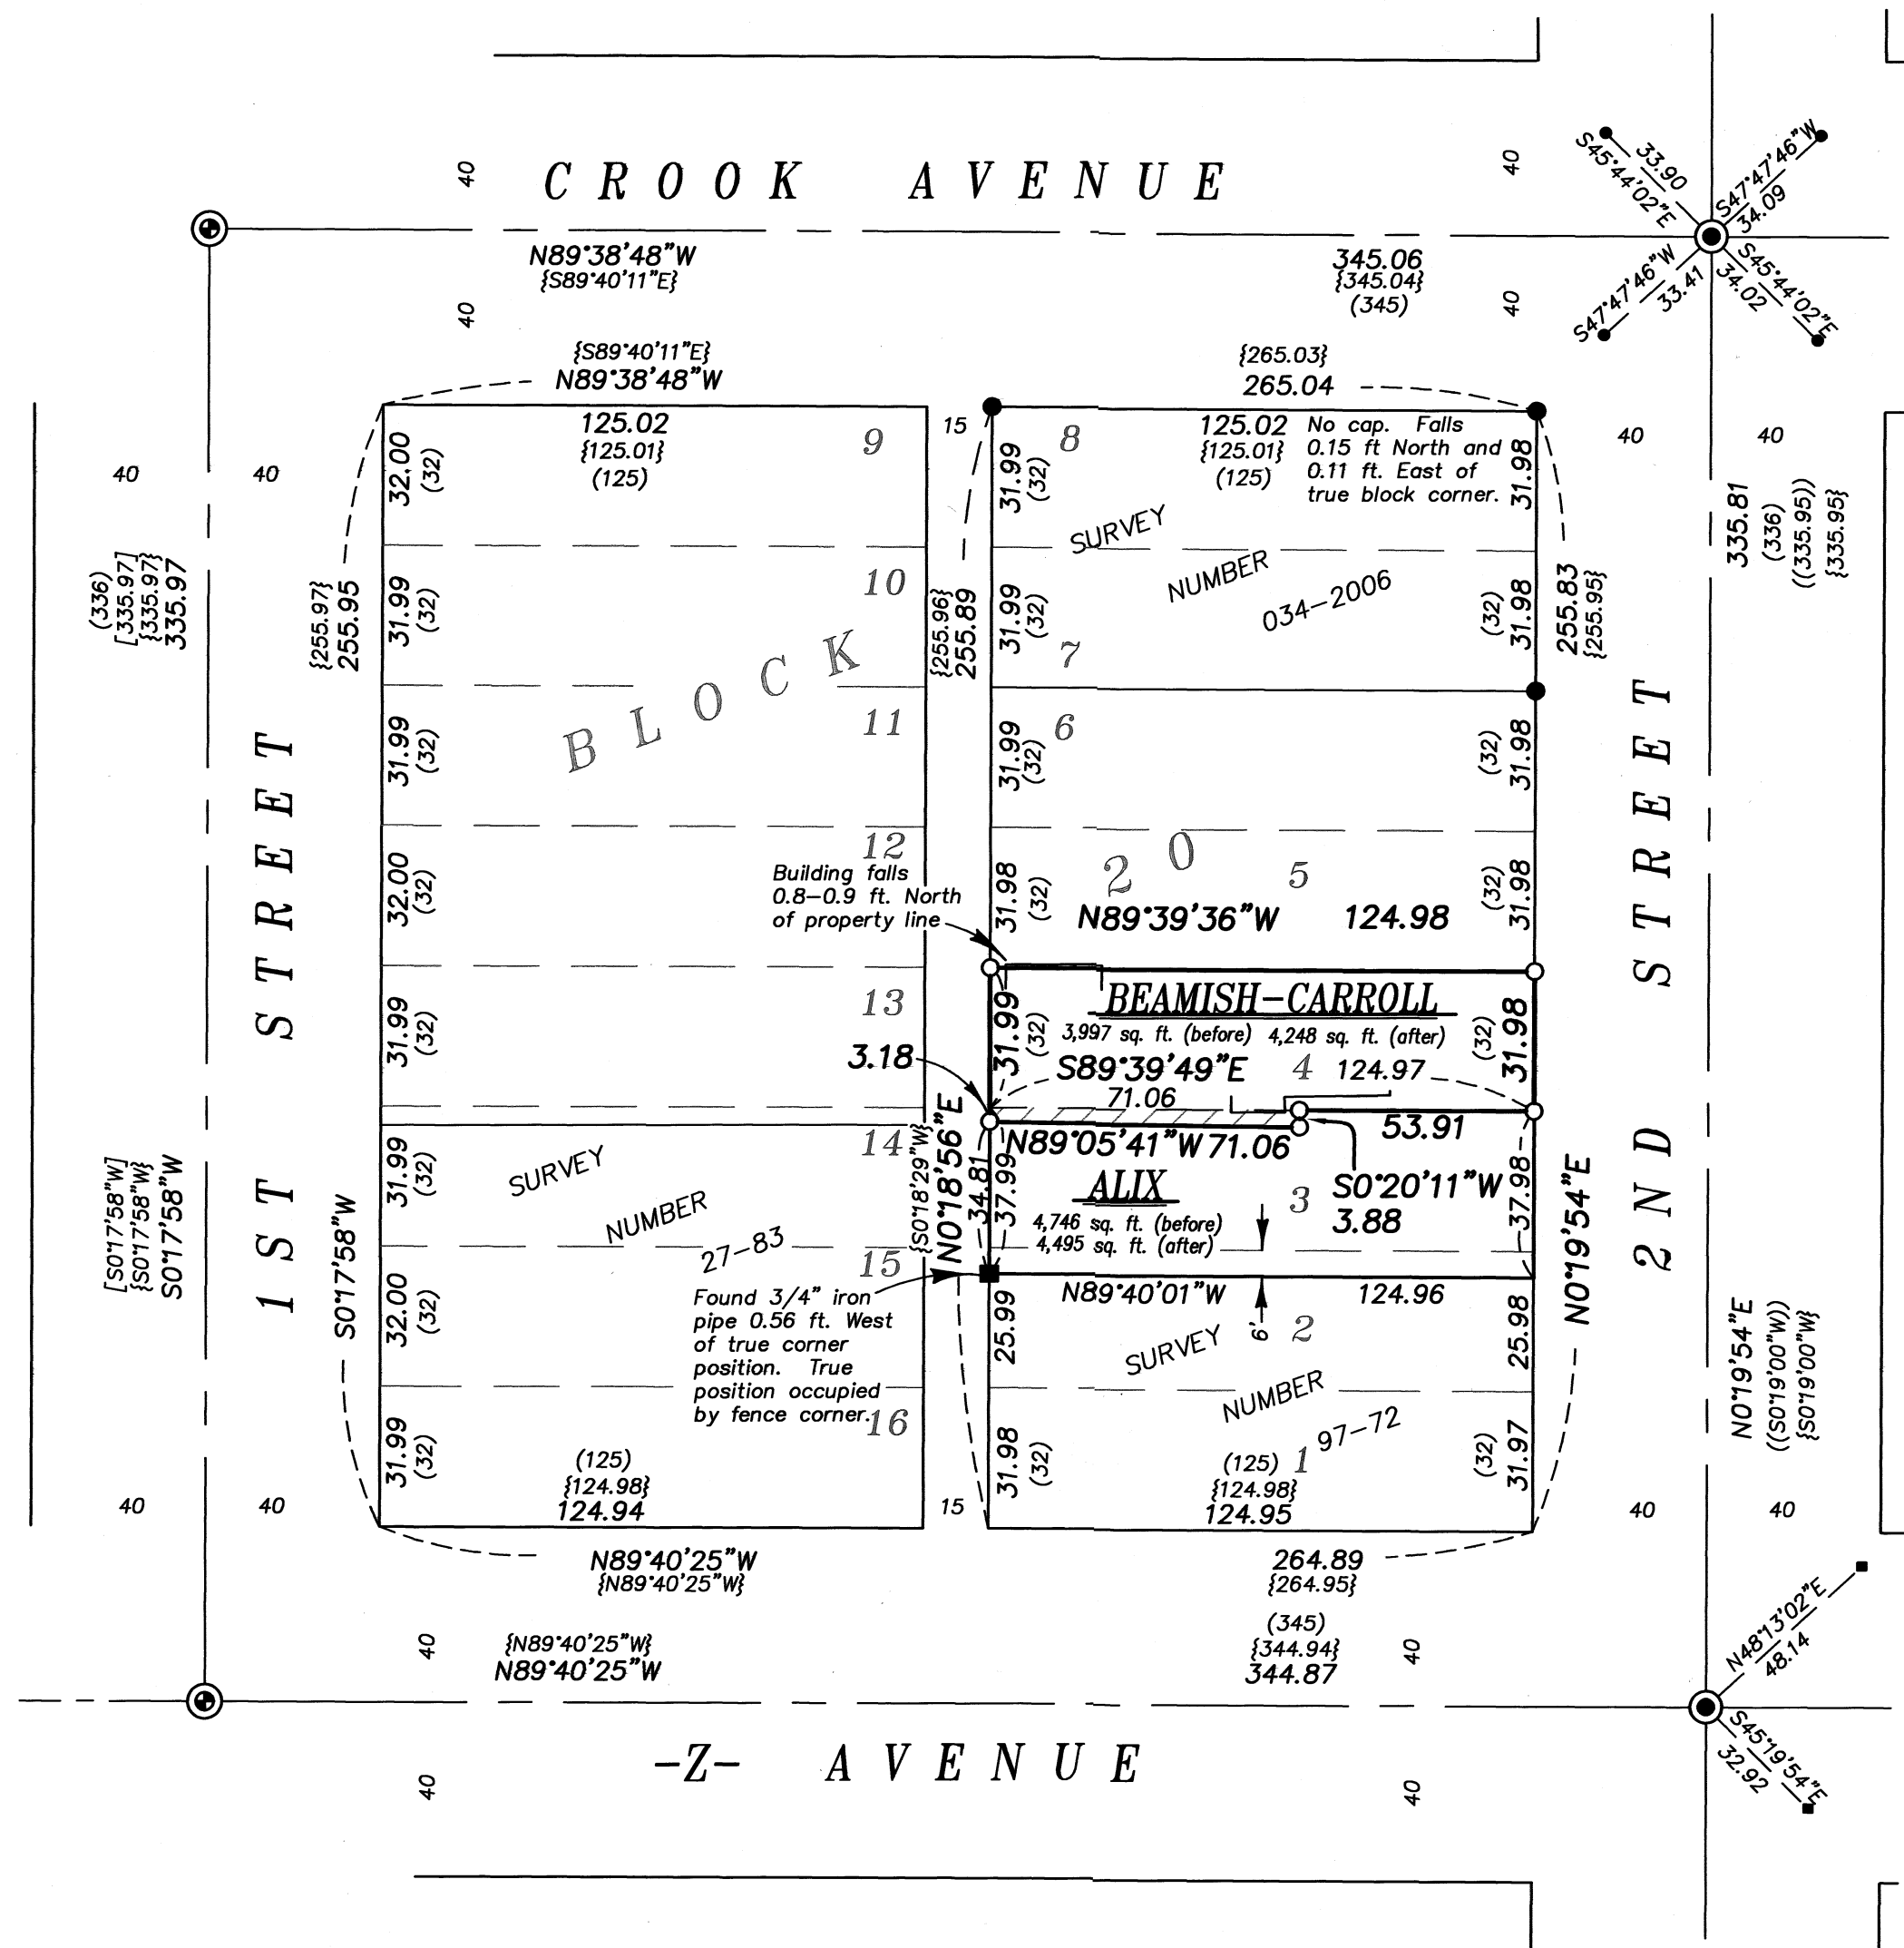 40
CROOK AVENUE
40
33.90
S45°44'02"E
S47°47'46"W
34.09
S47°47'46"W
33.41
S45°44'02"E
34.02
N89°38'48"W
{S89°40'11"E}
345.06
{345.04}
(345)
40
40
{S89°40'11"E}
N89°38'48"W
{265.03}
265.04
125.02
{125.01}
(125)
9
15
8
125.02
{125.01}
(125)
No cap. Falls
0.15 ft North and
0.11 ft. East of
true block corner.
40
40
40
40
32.00
(32)
31.99
(32)
31.98
SURVEY
NUMBER
034-2006
(336)
[335.97]
{335.97}
335.97
{255.97}
255.95
31.99
(32)
10
{255.96}
255.89
31.99
(32)
7
(32)
31.98
255.83
{255.95}
335.81
(336)
((335.95))
{335.95}
BLOCK
20
31.99
(32)
11
31.99
(32)
6
(32)
31.98
1ST STREET
2ND STREET
32.00
(32)
12
Building falls
0.8-0.9 ft. North
of property line
31.98
(32)
5
(32)
31.98
N89°39'36"W
124.98
31.99
(32)
13
31.99
(32)
BEAMISH-CARROLL
3,997 sq. ft. (before)
4,248 sq. ft. (after)
(32)
31.98
3.18
S89°39'49"E
4
124.97
71.06
53.91
N89°05'41"W
71.06
31.99
(32)
14
SURVEY
NUMBER
27-83
{S0°18'29"W}
N0°18'56"E
34.81
37.99
ALIX
4,746 sq. ft. (before)
4,495 sq. ft. (after)
3
S0°20'11"W
3.88
37.98
N0°19'54"E
[S0°17'58"W]
{S0°17'58"W}
S0°17'58"W
S0°17'58"W
15
32.00
(32)
Found 3/4" iron
pipe 0.56 ft. West
of true corner
position. True
position occupied
by fence corner.
16
N89°40'01"W
124.96
25.99
SURVEY
NUMBER
97-72
6'
2
25.98
N0°19'54"E
((S0°19'00"W))
{S0°19'00"W}
31.99
(32)
(125)
{124.98}
124.94
15
31.98
(32)
(125)
{124.98}
124.95
1
(32)
31.97
40
40
40
40
N89°40'25"W
{N89°40'25"W}
264.89
{264.95}
{N89°40'25"W}
N89°40'25"W
40
(345)
{344.94}
344.87
40
N48°13'02"E
48.14
S45°19'54"E
32.92
-Z- AVENUE
40
40